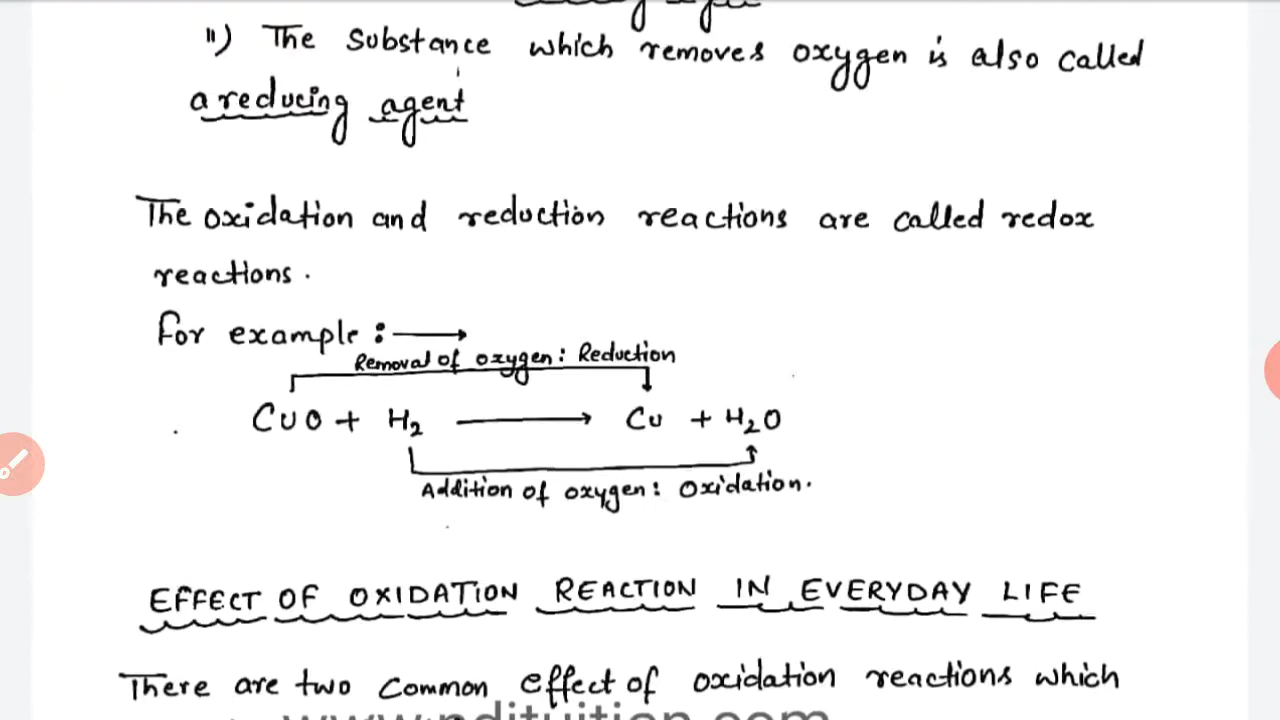 11) The substance which removes oxygen is also called
a reducing agent
The oxidation and reduction reactions are called redox
reactions.
For example :→
Removal of oxygen : Reduction
CuO + H₂ → Cu + H₂O
Addition of oxygen : Oxidation.
EFFECT OF OXIDATION REACTION IN EVERYDAY LIFE
There are two common effect of oxidation reactions which